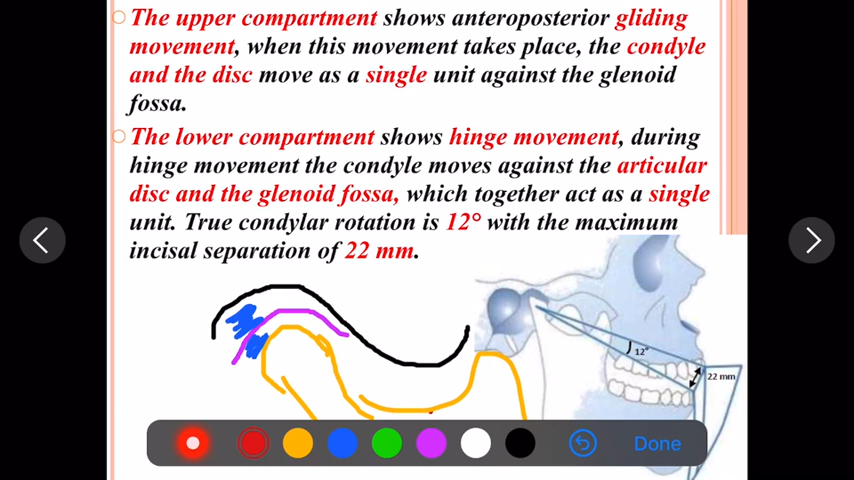 The upper compartment shows anteroposterior gliding
movement, when this movement takes place, the condyle
and the disc move as a single unit against the glenoid
fossa.
The lower compartment shows hinge movement, during
hinge movement the condyle moves against the articular
disc and the glenoid fossa, which together act as a single
unit. True condylar rotation is 12° with the maximum
incisal separation of 22 mm.
12°
22 mm
Done